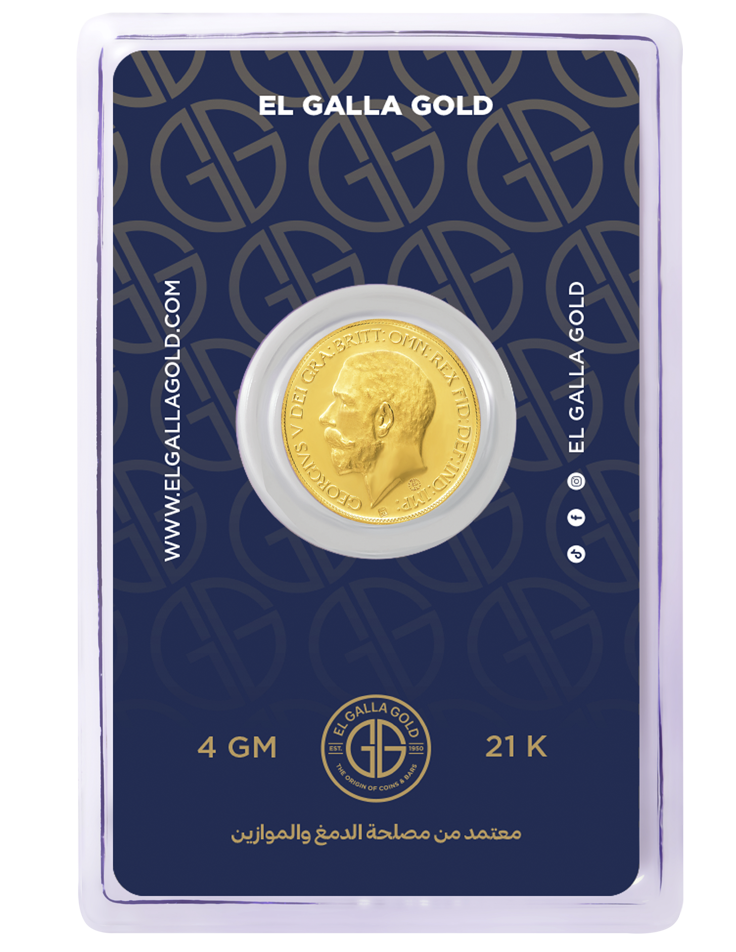 EL GALLA GOLD
WWW.ELGALLAGOLD.COM
GEORGIVS V DEI GRA: BRITT: OMN: REX FID: DEF: IND: IMP:
EL GALLA GOLD
4 GM
EL GALLA GOLD
EST. 1950
THE ORIGIN OF COINS & BARS
21 K
معتمد من مصلحة الدمغ والموازين